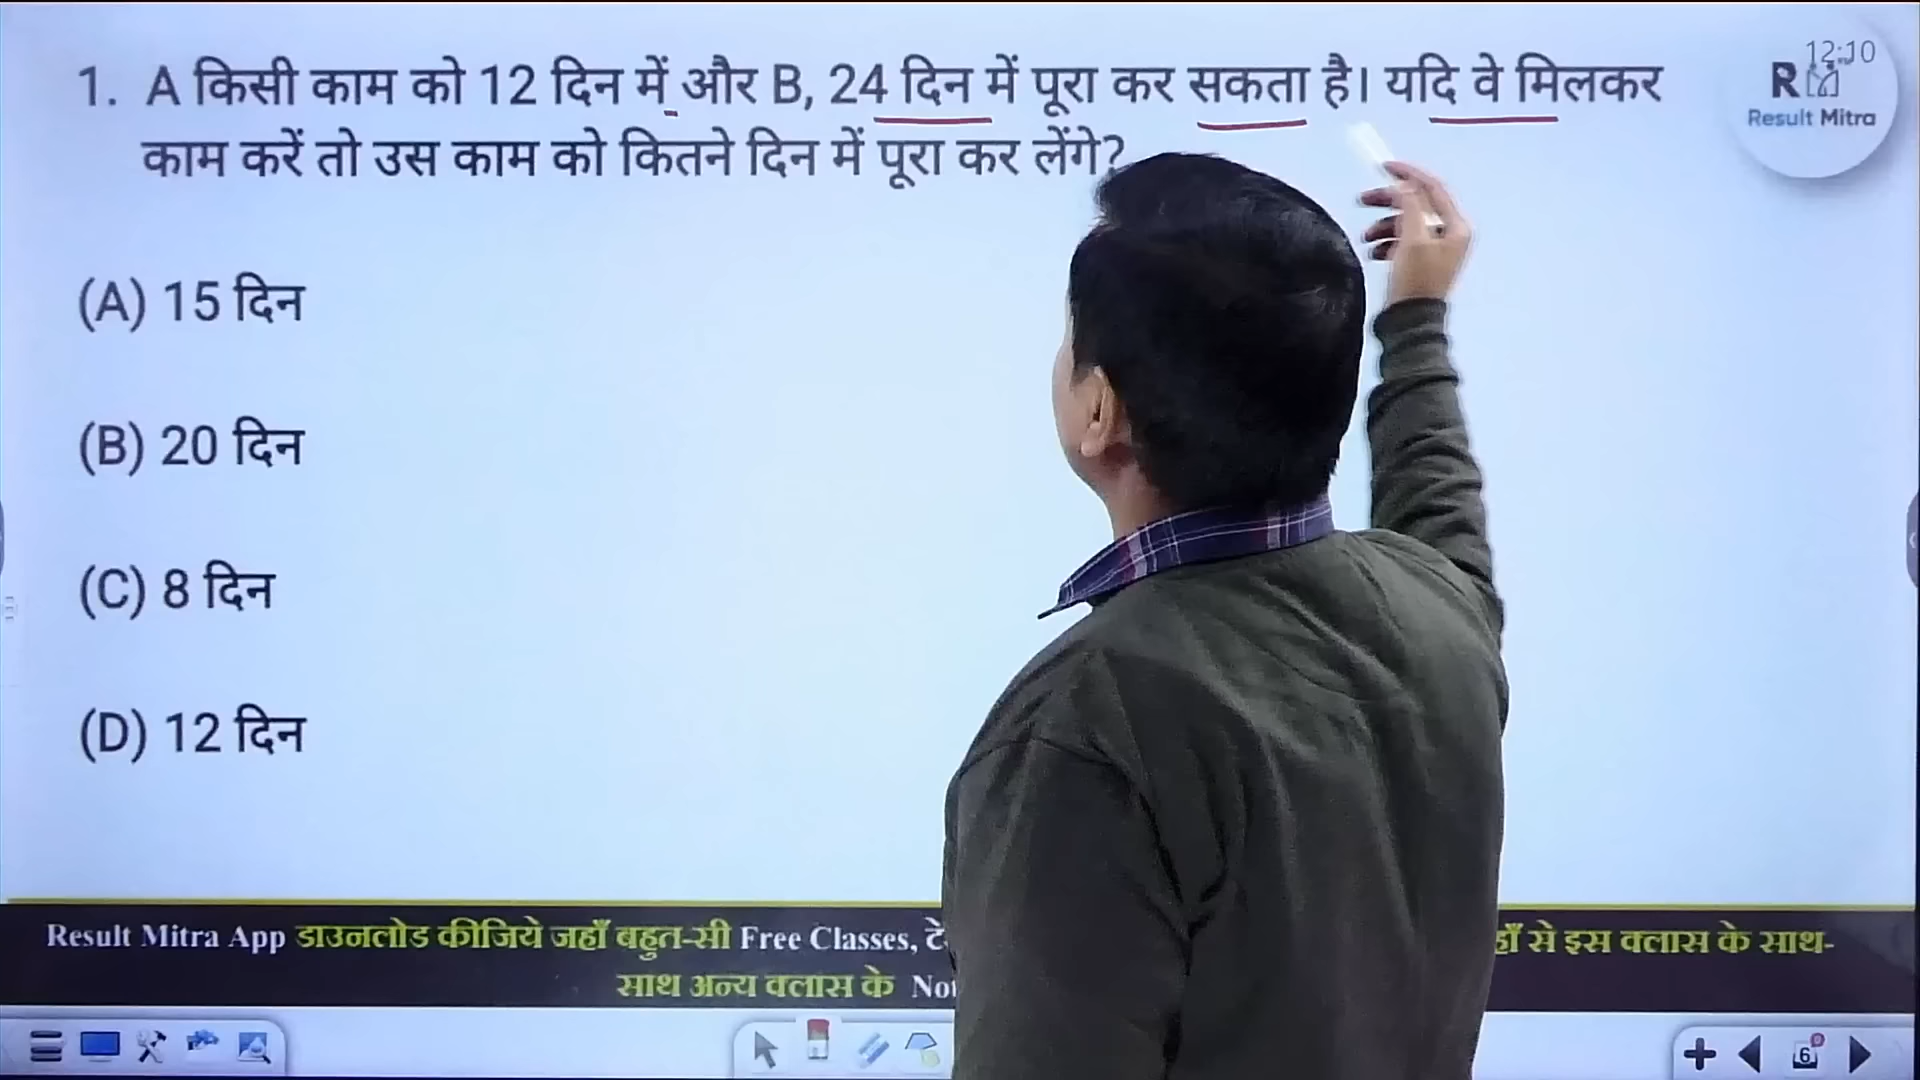 1. A किसी काम को 12 दिन में और B, 24 दिन में पूरा कर सकता है। यदि वे मिलकर
काम करें तो उस काम को कितने दिन में पूरा कर लेंगे?
(A) 15 दिन
(B) 20 दिन
(C) 8 दिन
(D) 12 दिन
12:10
Result Mitra
Result Mitra App डाउनलोड कीजिये जहाँ बहुत-सी Free Classes, से इस क्लास के साथ-
साथ अन्य क्लास के
6